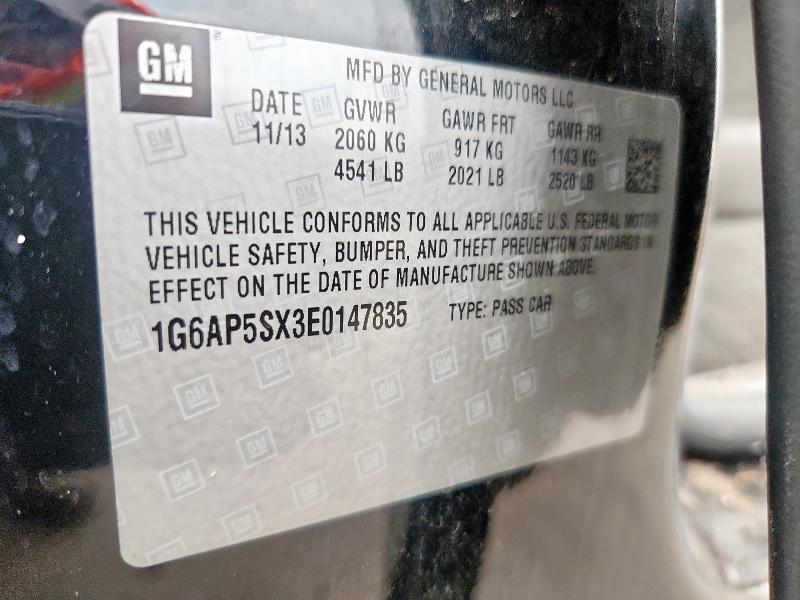 GM
MFD BY GENERAL MOTORS LLC
DATE GVWR GAWR FRT GAWR RR
11/13 2060 KG 917 KG 1143 KG
4541 LB 2021 LB 2520 LB
THIS VEHICLE CONFORMS TO ALL APPLICABLE U.S. FEDERAL MOTOR
VEHICLE SAFETY, BUMPER, AND THEFT PREVENTION STANDARDS IN
EFFECT ON THE DATE OF MANUFACTURE SHOWN ABOVE.
1G6AP5SX3E0147835 TYPE: PASS CAR